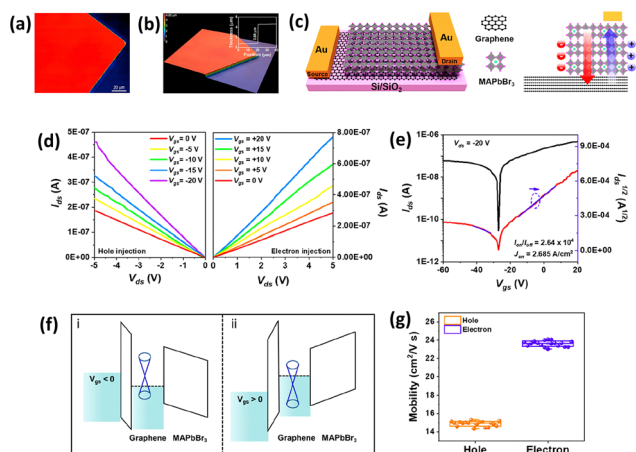 (a)
20 μm
(b)
(c)
Au
Source
Au
Drain
Si/SiO2
Graphene
MAPbBr3
(d)
Ids (A)
5E-07
4E-07
3E-07
2E-07
1E-07
0E+00
Vgs = 0 V
Vgs = -5 V
Vgs = -10 V
Vgs = -15 V
Vgs = -20 V
Hole injection
-5 -4 -3 -2 -1 0
Vds (V)
Vgs = +20 V
Vgs = +15 V
Vgs = +10 V
Vgs = +5 V
Vgs = 0 V
Electron injection
0 1 2 3 4 5
Vds (V)
8.00E-07
6.00E-07
4.00E-07
2.00E-07
0.00E+00
Ids (A)
(e)
Vds = -20 V
Ids (A)
1E-06
1E-08
1E-10
1E-12
Ion/Ioff = 2.64 x 10^4
Jon = 2.685 A/cm2
-60 -40 -20 0 20
Vgs (V)
9.0E-04
6.0E-04
3.0E-04
0.0E+00
Ids^1/2 (A^1/2)
(f)
i
Vgs < 0
Graphene MAPbBr3
ii
Vgs > 0
Graphene MAPbBr3
(g)
Mobility (cm2/V s)
26
24
22
20
18
16
14
Hole
Electron
Hole Electron